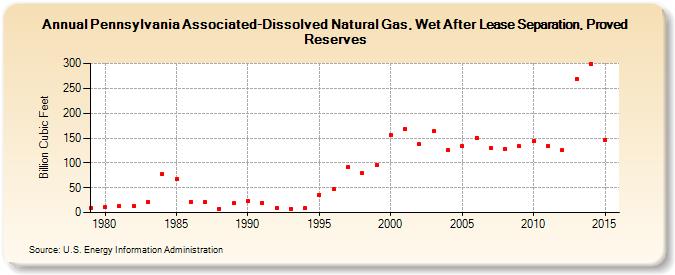 Annual Pennsylvania Associated-Dissolved Natural Gas, Wet After Lease Separation, Proved
Reserves
Billion Cubic Feet
300
250
200
150
100
50
0
1980 1985 1990 1995 2000 2005 2010 2015
Source: U.S. Energy Information Administration